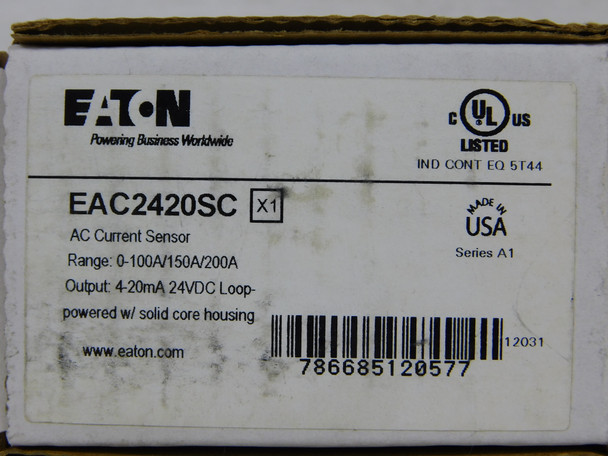 EATON
Powering Business Worldwide
C UL US
LISTED
IND CONT EQ 5T44
EAC2420SC X1
AC Current Sensor
Range: 0-100A/150A/200A
Output: 4-20mA 24VDC Loop-
powered w/ solid core housing
www.eaton.com
MADE IN
USA
Series A1
12031
786685120577